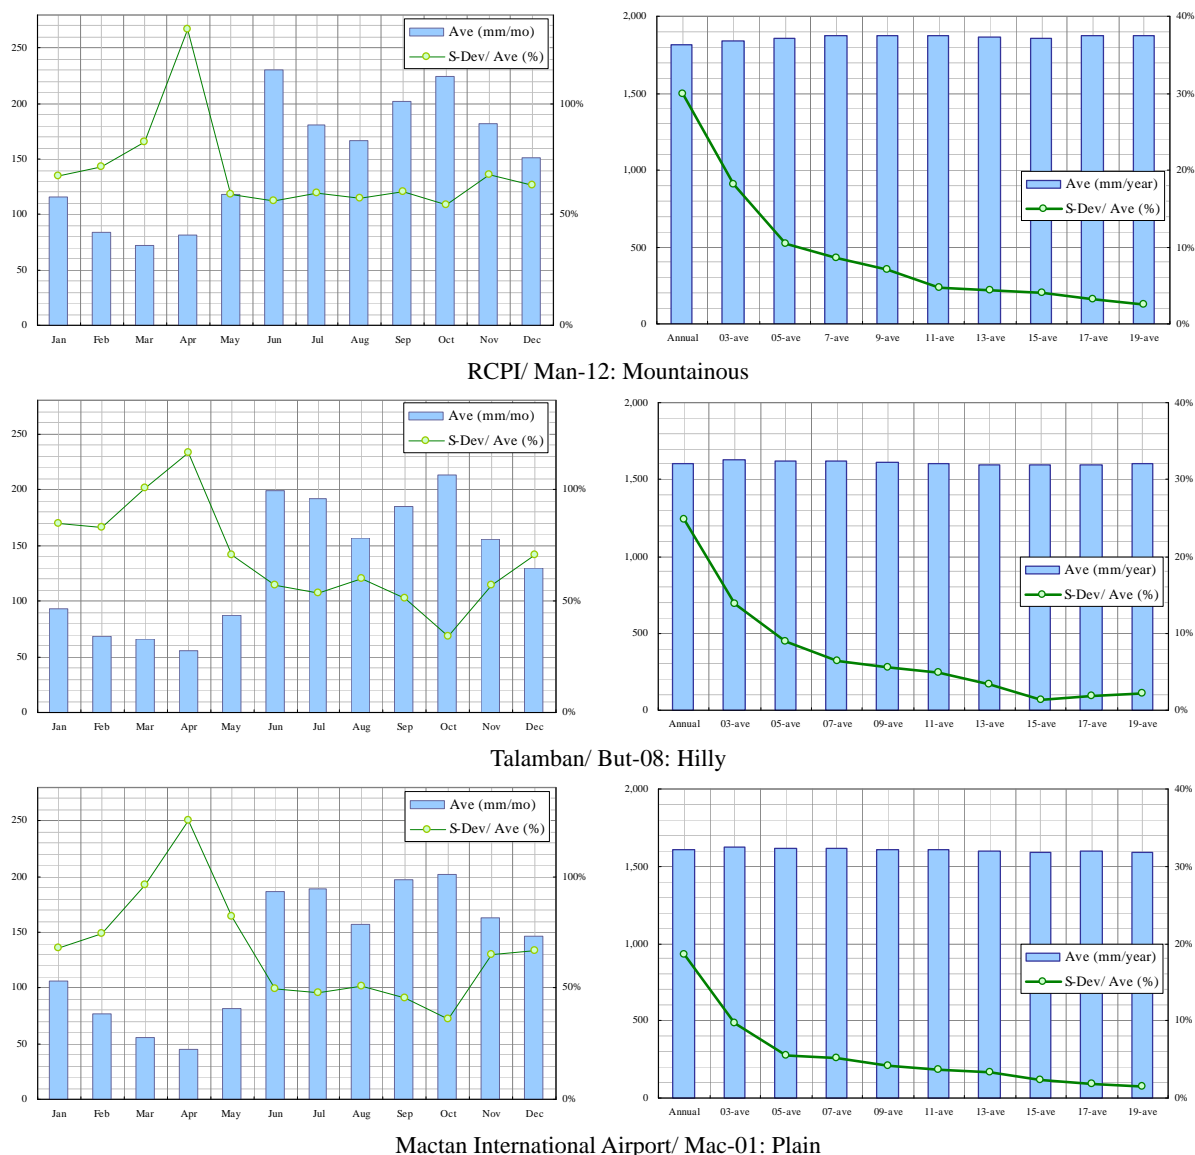 250
200
150
100
50
0
100%
50%
0%
Ave (mm/mo)
S-Dev/ Ave (%)
Jan Feb Mar Apr May Jun Jul Aug Sep Oct Nov Dec
2,000
1,500
1,000
500
0
40%
30%
20%
10%
0%
Ave (mm/year)
S-Dev/ Ave (%)
Annual 03-ave 05-ave 7-ave 9-ave 11-ave 13-ave 15-ave 17-ave 19-ave
RCPI/ Man-12: Mountainous
250
200
150
100
50
0
100%
50%
0%
Ave (mm/mo)
S-Dev/ Ave (%)
Jan Feb Mar Apr May Jun Jul Aug Sep Oct Nov Dec
2,000
1,500
1,000
500
0
40%
30%
20%
10%
0%
Ave (mm/year)
S-Dev/ Ave (%)
Annual 03-ave 05-ave 07-ave 09-ave 11-ave 13-ave 15-ave 17-ave 19-ave
Talamban/ But-08: Hilly
250
200
150
100
50
0
100%
50%
0%
Ave (mm/mo)
S-Dev/ Ave (%)
Jan Feb Mar Apr May Jun Jul Aug Sep Oct Nov Dec
2,000
1,500
1,000
500
0
40%
30%
20%
10%
0%
Ave (mm/year)
S-Dev/ Ave (%)
Annual 03-ave 05-ave 07-ave 09-ave 11-ave 13-ave 15-ave 17-ave 19-ave
Mactan International Airport/ Mac-01: Plain